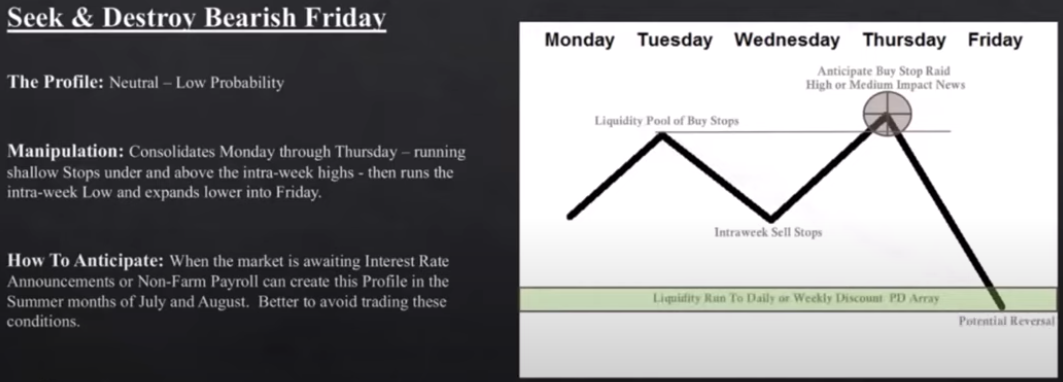 Seek & Destroy Bearish Friday
The Profile: Neutral – Low Probability
Manipulation: Consolidates Monday through Thursday – running
shallow Stops under and above the intra-week highs - then runs the
intra-week Low and expands lower into Friday.
How To Anticipate: When the market is awaiting Interest Rate
Announcements or Non-Farm Payroll can create this Profile in the
Summer months of July and August. Better to avoid trading these
conditions.
Monday Tuesday Wednesday Thursday Friday
Anticipate Buy Stop Raid
High or Medium Impact News
Liquidity Pool of Buy Stops
Intraweek Sell Stops
Liquidity Run To Daily or Weekly Discount PD Array
Potential Reversal